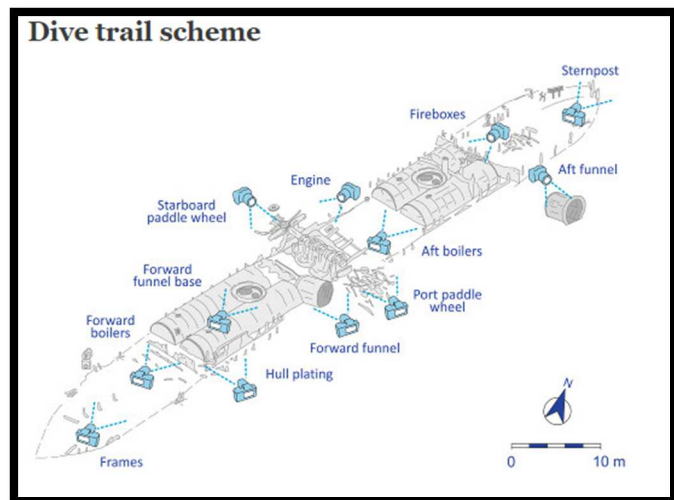 Dive trail scheme
Sternpost
Fireboxes
Aft funnel
Engine
Starboard
paddle wheel
Aft boilers
Forward
funnel base
Port paddle
wheel
Forward
boilers
Forward funnel
Hull plating
Frames
N
0 10 m